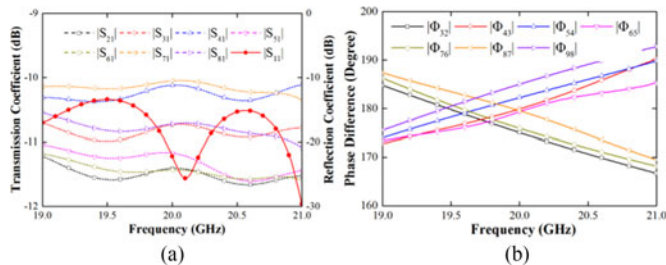 |S21| |S31| |S41| |S51|
|S61| |S71| |S81| |S11|
Transmission Coefficient (dB)
-10
-11
-12
Reflection Coefficient (dB)
0
-10
-20
-30
19.0 19.5 20.0 20.5 21.0
Frequency (GHz)
(a)
|Φ32| |Φ43| |Φ54| |Φ65|
|Φ76| |Φ87| |Φ98|
Phase Difference (Degree)
200
190
180
170
160
19.0 19.5 20.0 20.5 21.0
Frequency (GHz)
(b)